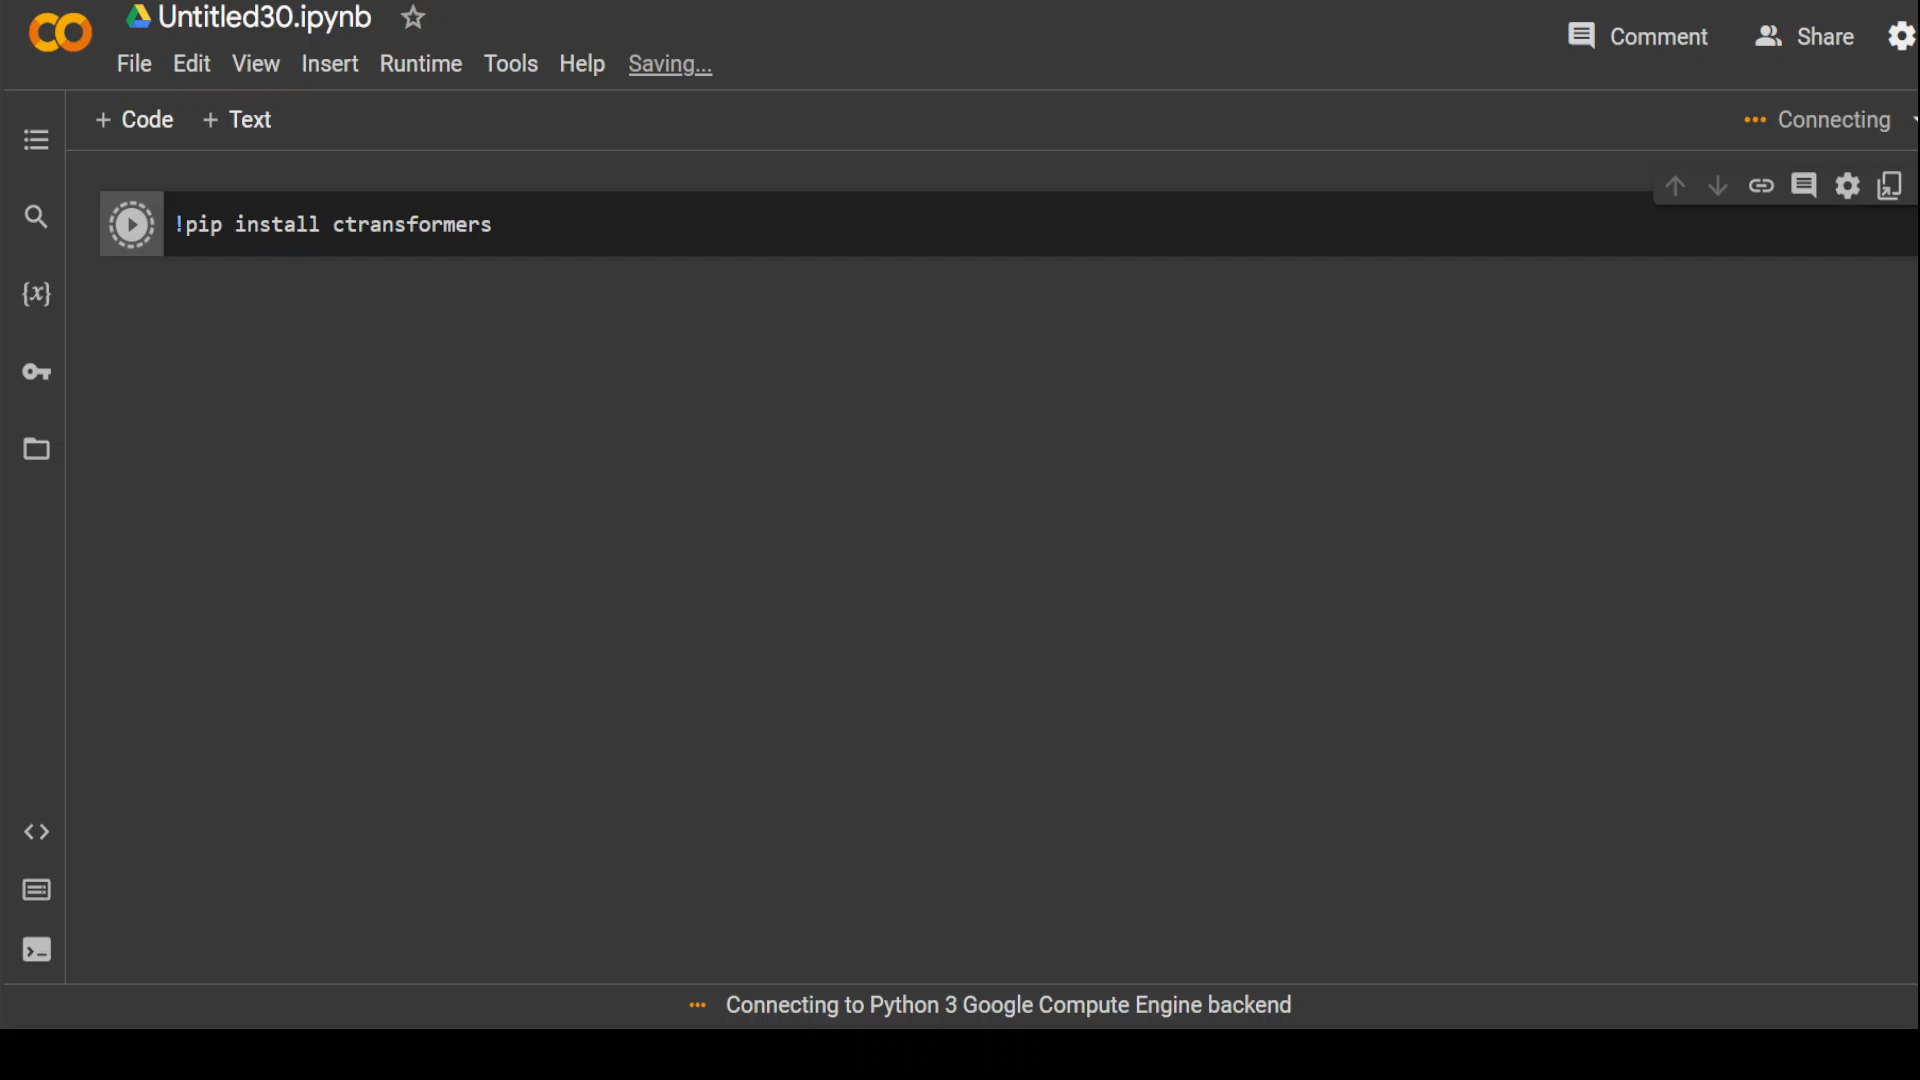 Untitled30.ipynb
Comment
Share
File Edit View Insert Runtime Tools Help Saving...
+ Code + Text
Connecting
{x}
!pip install ctransformers
Connecting to Python 3 Google Compute Engine backend